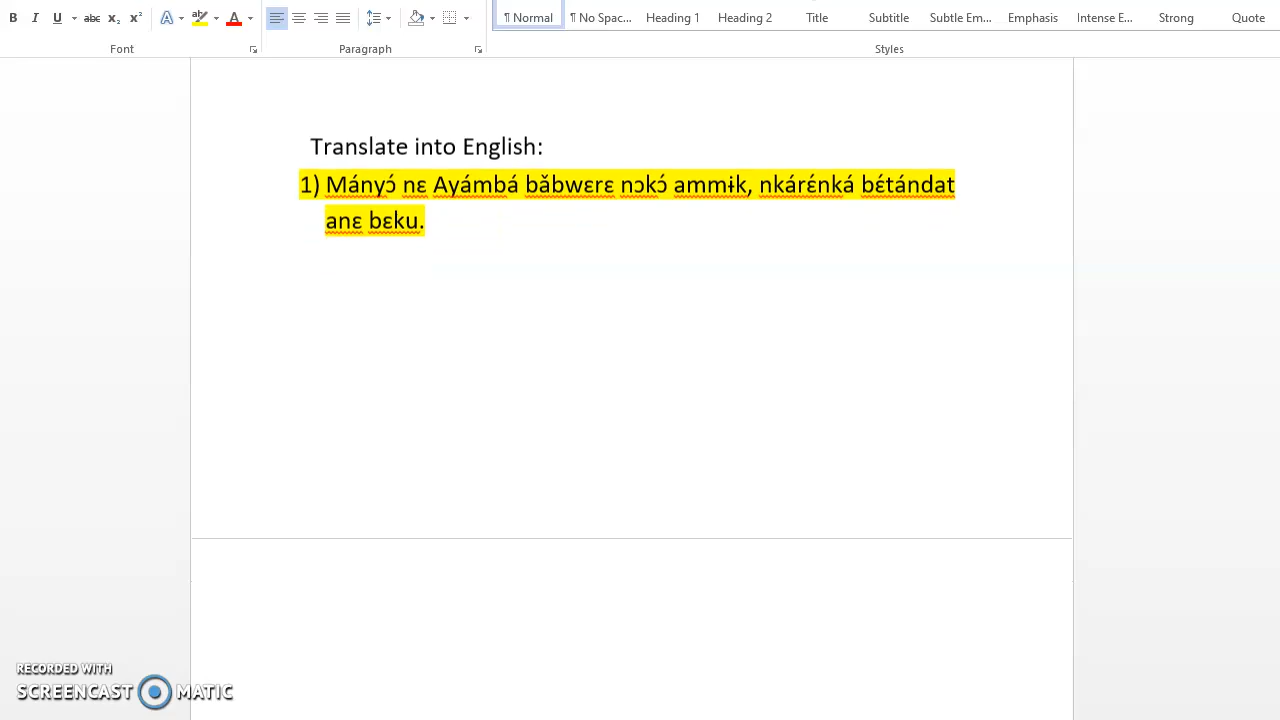 B I U abc x₂ x² A A
Normal No Spac... Heading 1 Heading 2 Title Subtitle Subtle Em... Emphasis Intense E... Strong Quote
Font Paragraph Styles
Translate into English:
1) Mányɔ́ nɛ Ayámbá bǎbwɛrɛ nɔkɔ́ ammɨk, nkárɛ́nká bɛ́tándat
anɛ bɛku.
RECORDED WITH
SCREENCAST MATIC